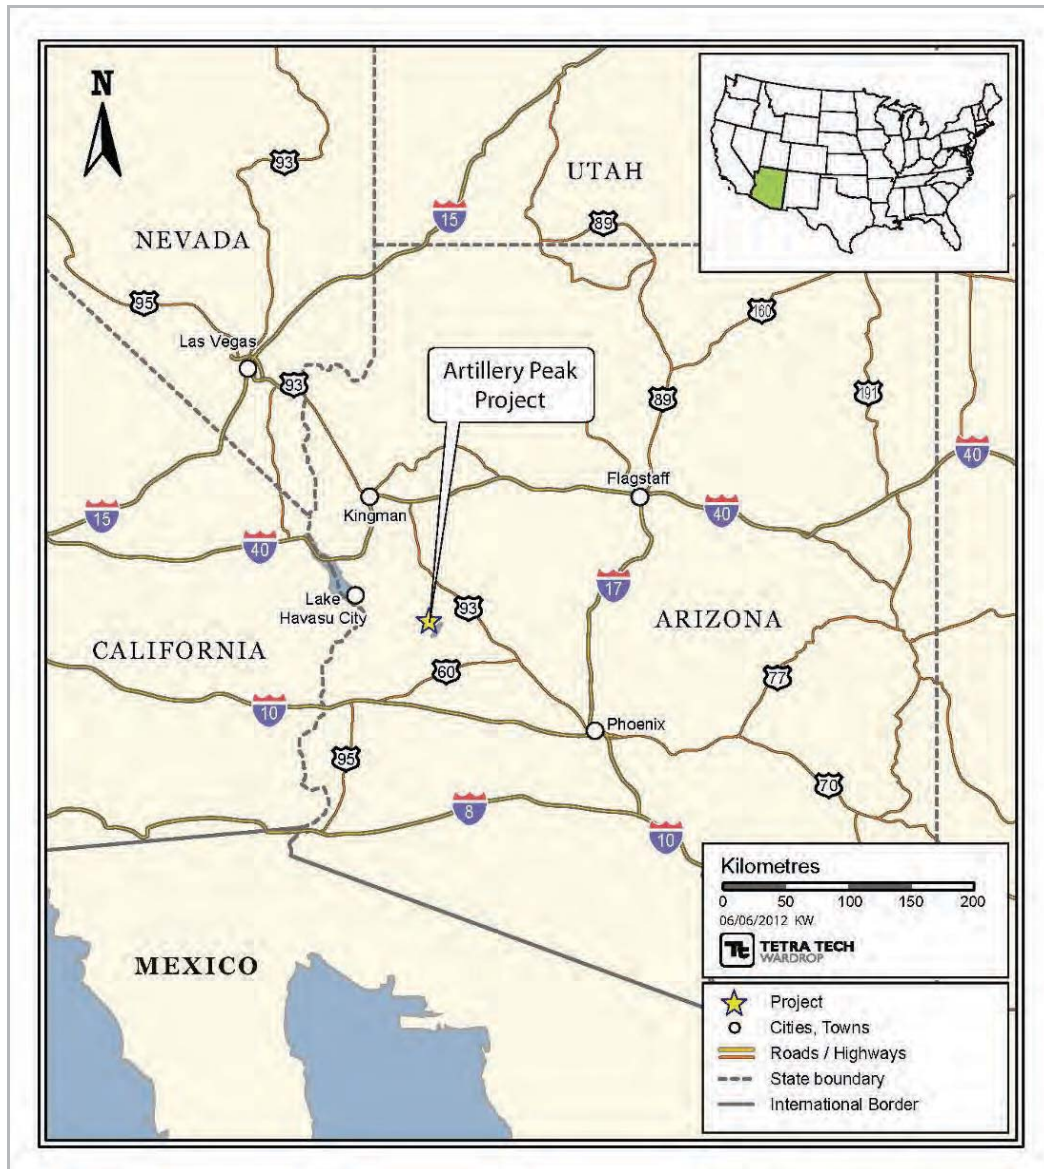 N
93
UTAH
15
89
NEVADA
95
160
Las Vegas
93
Artillery Peak
Project
89
191
40
Flagstaff
Kingman
15
40
40
17
Lake
Havasu City
93
ARIZONA
CALIFORNIA
60
77
10
Phoenix
95
70
8
10
Kilometres
0 50 100 150 200
06/06/2012 KW
Tt TETRA TECH
WARDROP
MEXICO
Project
Cities, Towns
Roads / Highways
State boundary
International Border